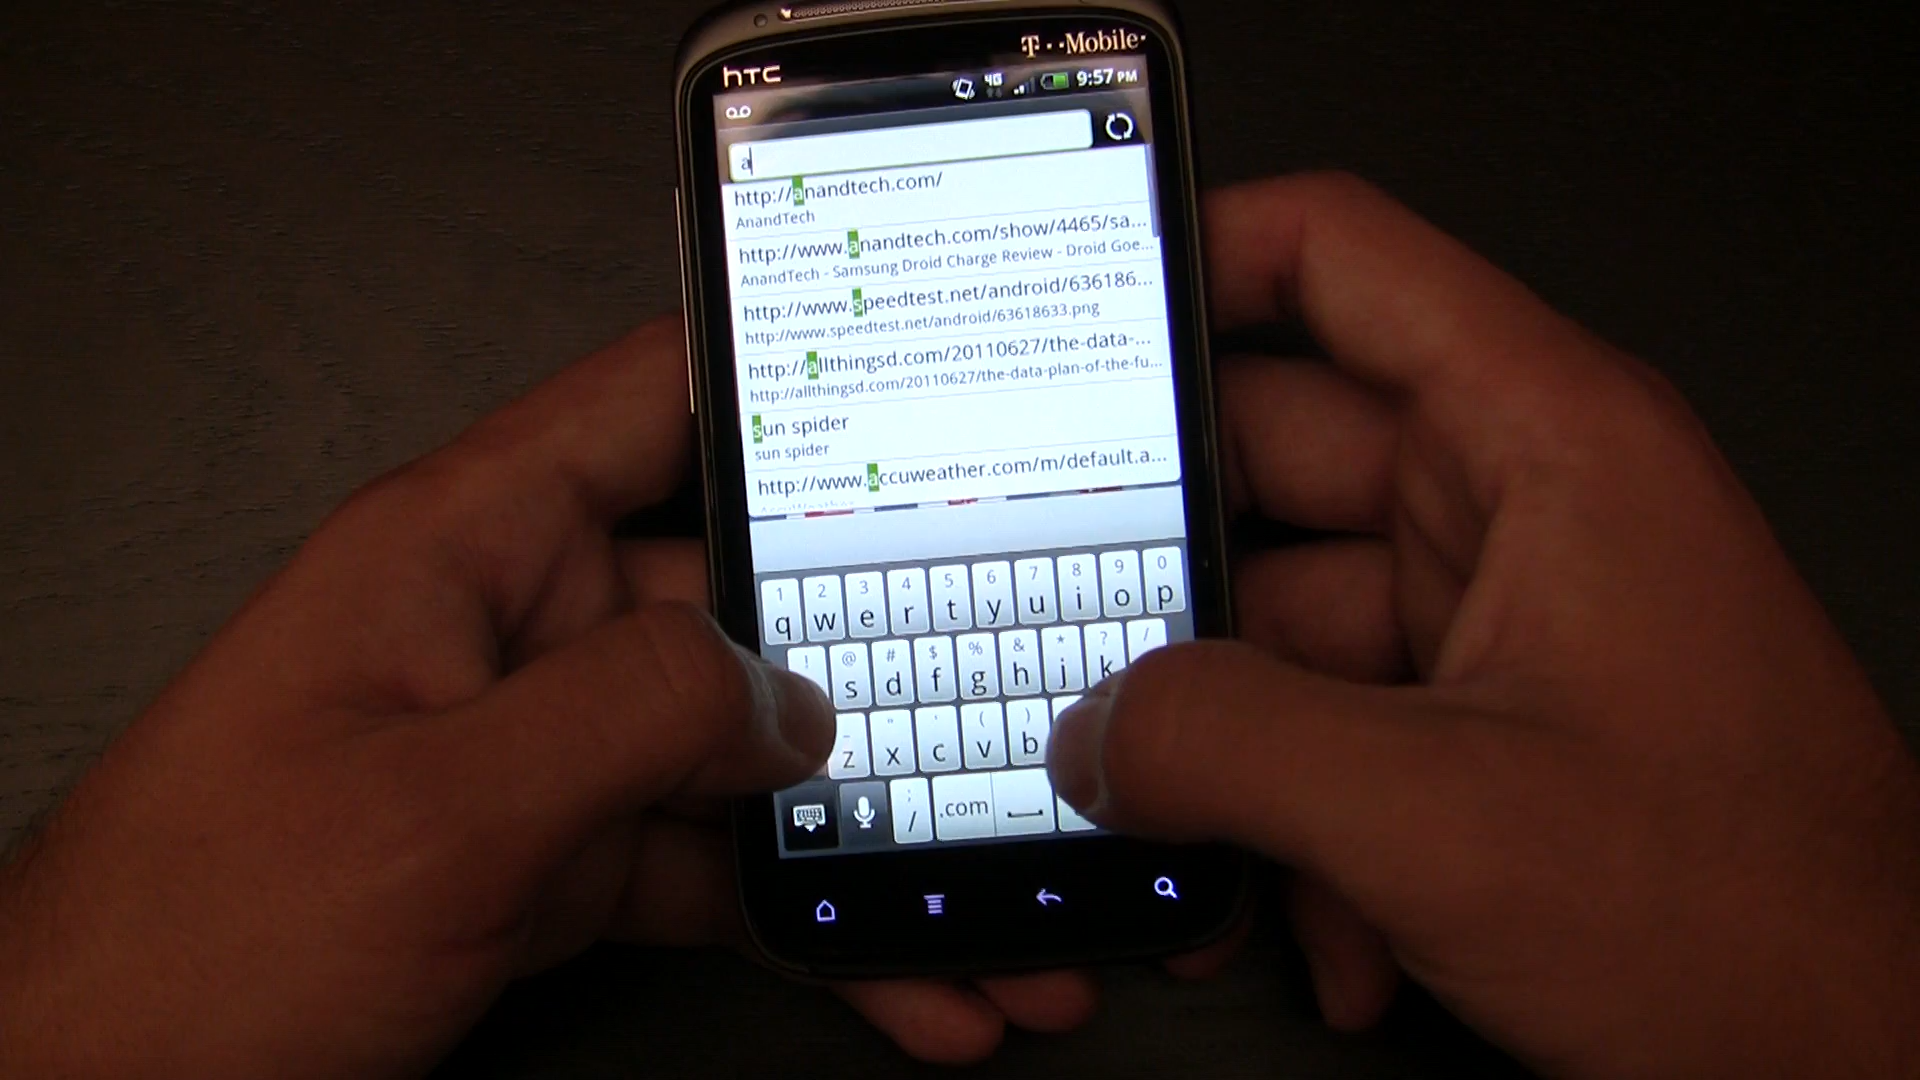 T··Mobile·
hTC
4G 9:57 PM
a
http://anandtech.com/
AnandTech
http://www.anandtech.com/show/4465/sa...
AnandTech - Samsung Droid Charge Review - Droid Goe...
http://www.speedtest.net/android/636186...
http://www.speedtest.net/android/63618633.png
http://allthingsd.com/20110627/the-data-...
http://allthingsd.com/20110627/the-data-plan-of-the-fu...
sun spider
sun spider
http://www.accuweather.com/m/default.a...
1 2 3 4 5 6 7 8 9 0
q w e r t y u i o p
! @ # $ % & * ? /
s d f g h j k
- " ' ( )
z x c v b
;
/ .com